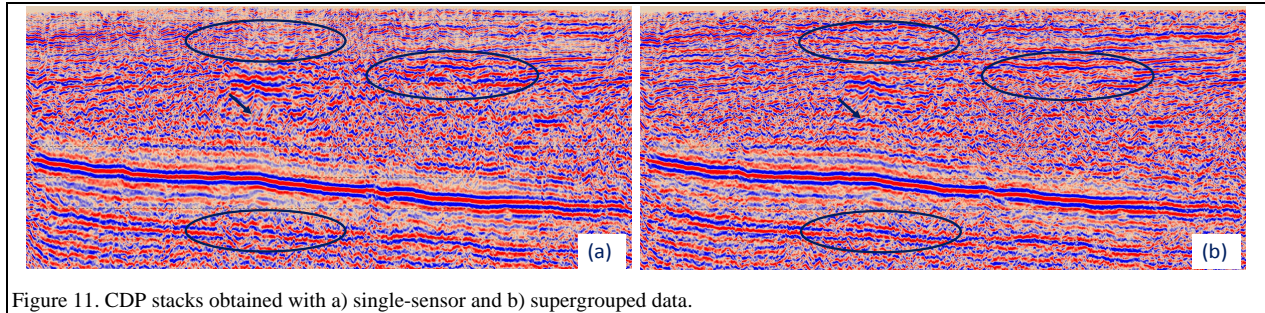 (a)
(b)
Figure 11. CDP stacks obtained with a) single-sensor and b) supergrouped data.